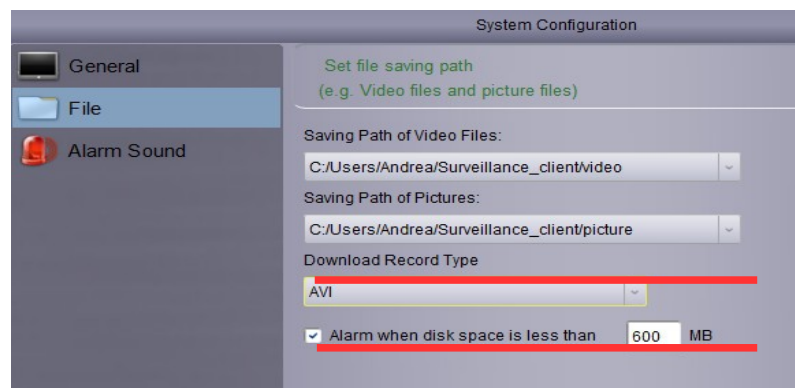 System Configuration
General
File
Alarm Sound
Set file saving path
(e.g. Video files and picture files)
Saving Path of Video Files:
C:/Users/Andrea/Surveillance_client/video
Saving Path of Pictures:
C:/Users/Andrea/Surveillance_client/picture
Download Record Type
AVI
Alarm when disk space is less than 600 MB